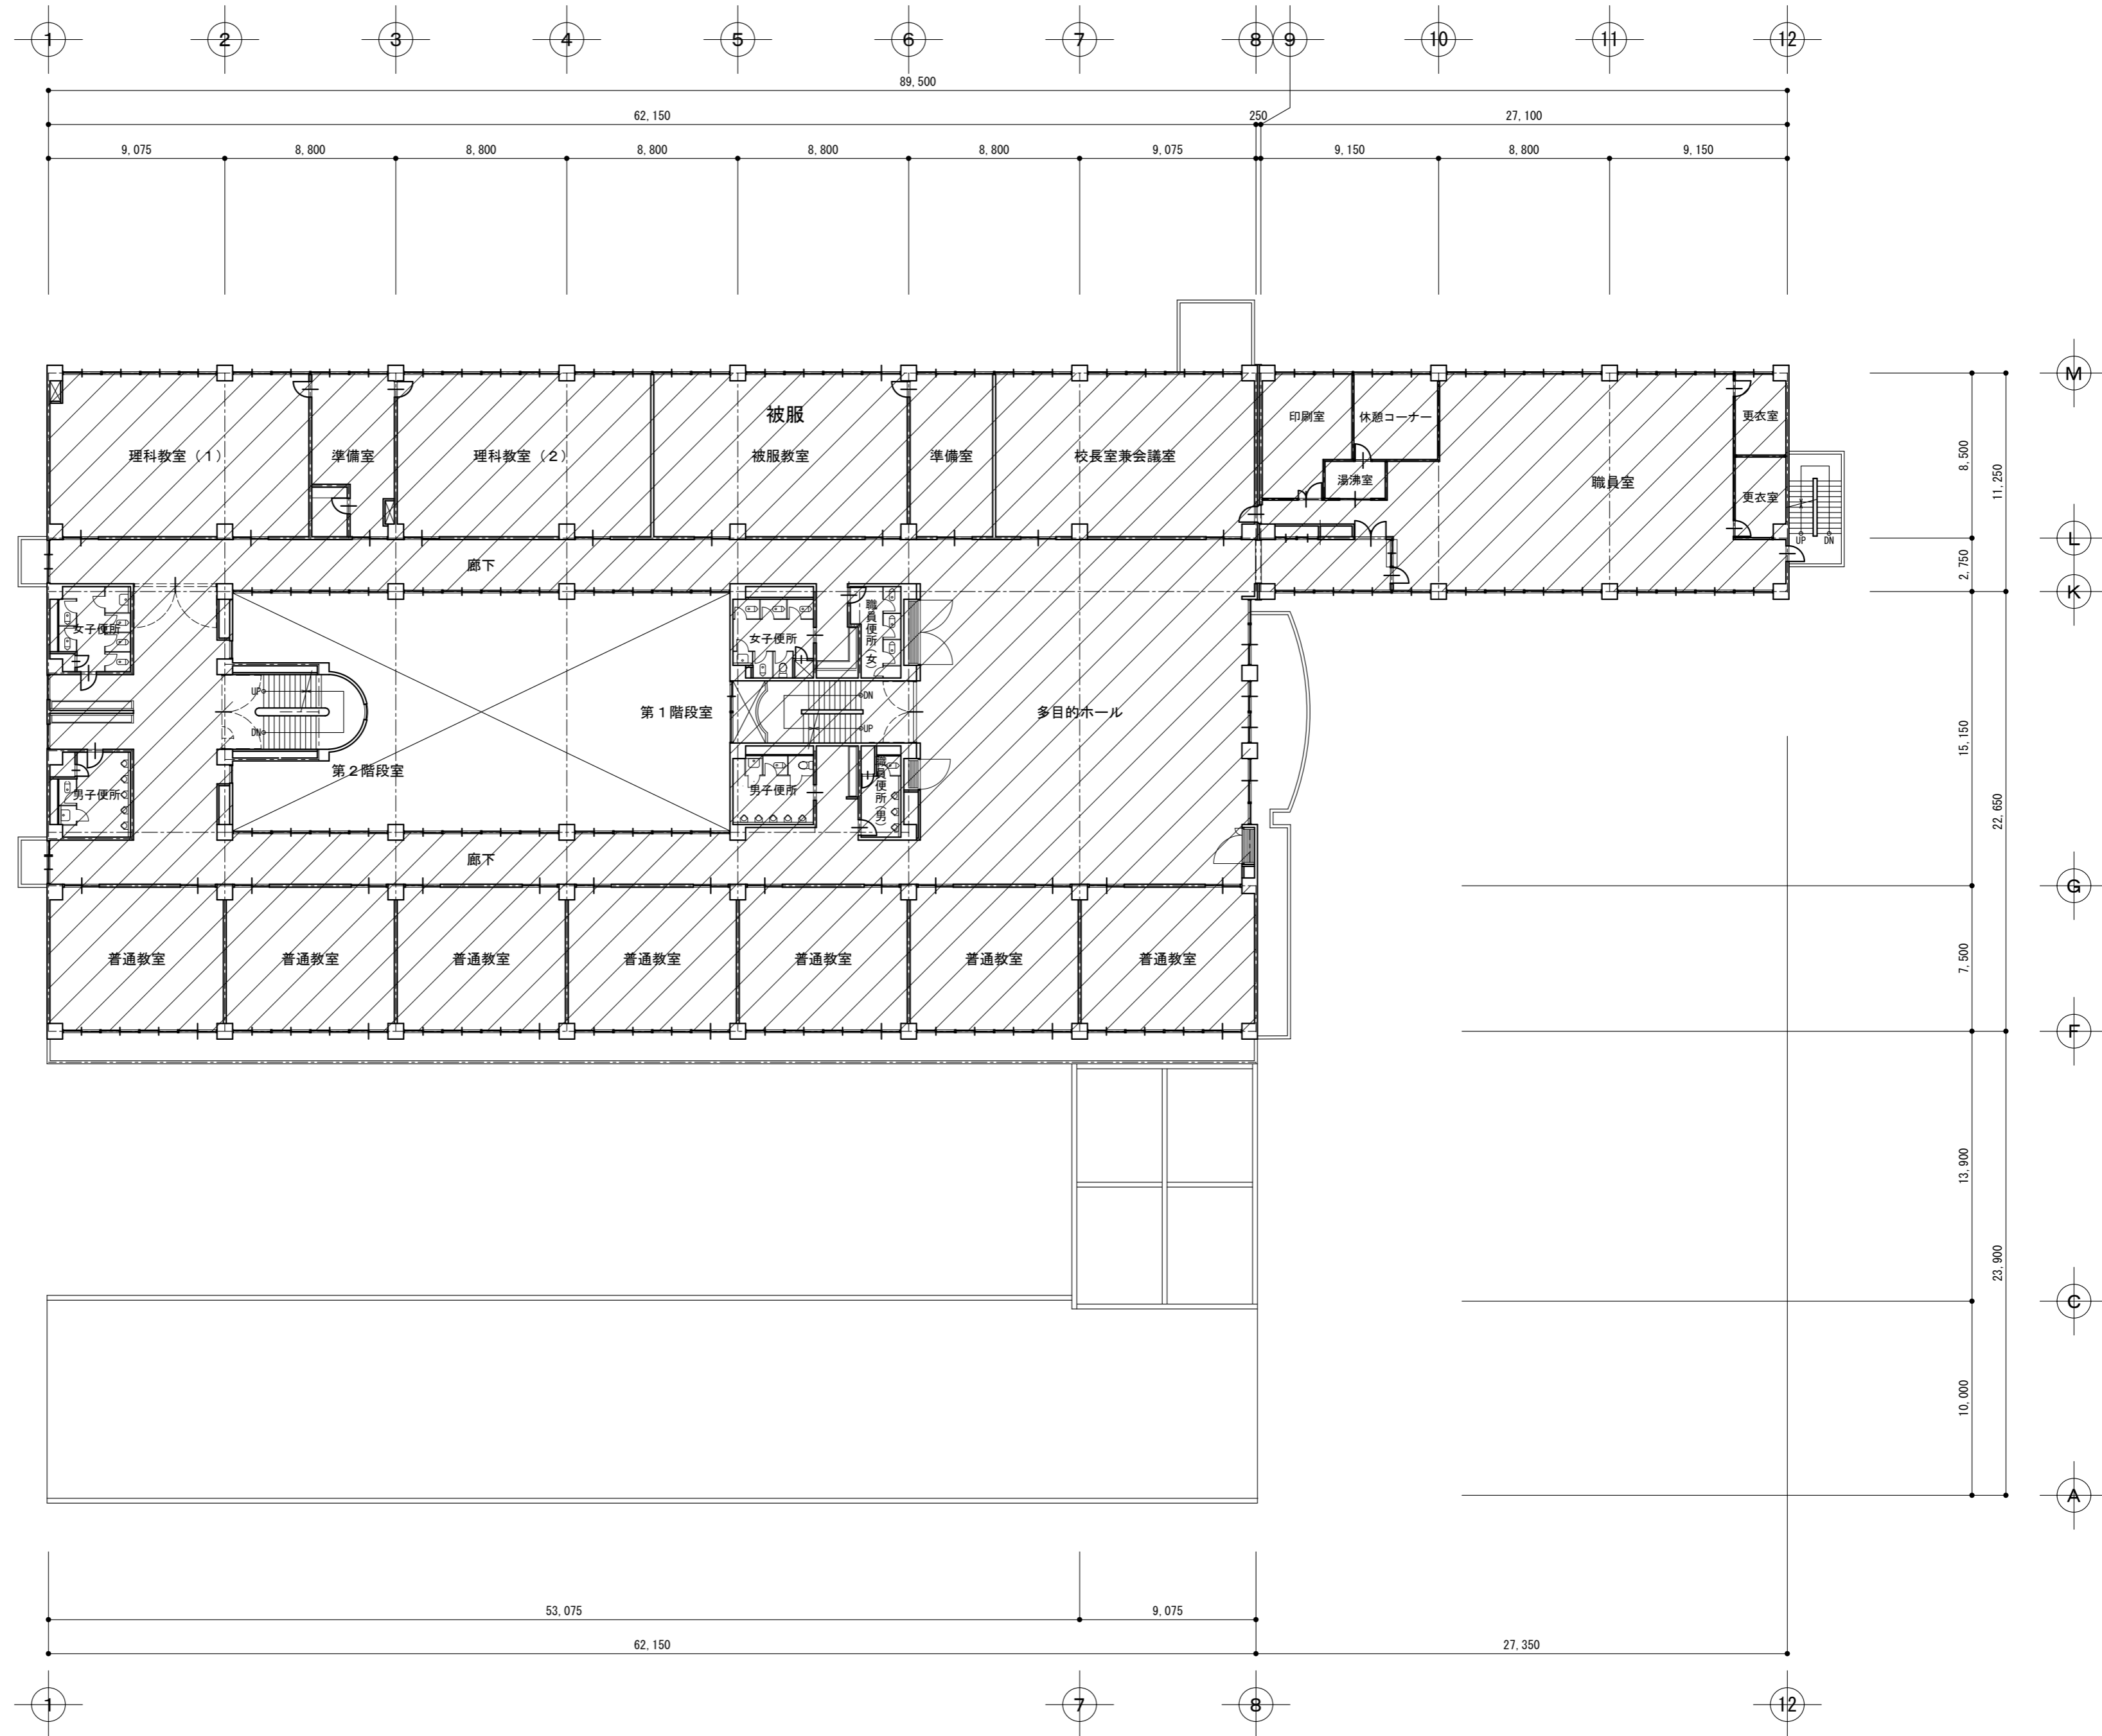 1 2 3 4 5 6 7 8 9 10 11 12
89,500
62,150 250 27,100
9,075 8,800 8,800 8,800 8,800 8,800 9,075 9,150 8,800 9,150
M
被服
印刷室 休憩コーナー 更衣室
理科教室(1) 準備室 理科教室(2) 被服教室 準備室 校長室兼会議室
湯沸室 職員室
更衣室
8,500
11,250
UP DN
L
廊下
2,750
K
女子便所 女子便所 職員便所(女)
UP DN
第1階段室 DN
多目的ホール
UP
第2階段室
15,150
男子便所 男子便所 職員便所(男)
22,650
廊下
G
普通教室 普通教室 普通教室 普通教室 普通教室 普通教室 普通教室
7,500
F
13,900
23,900
C
10,000
A
53,075 9,075
62,150 27,350
1 7 8 12